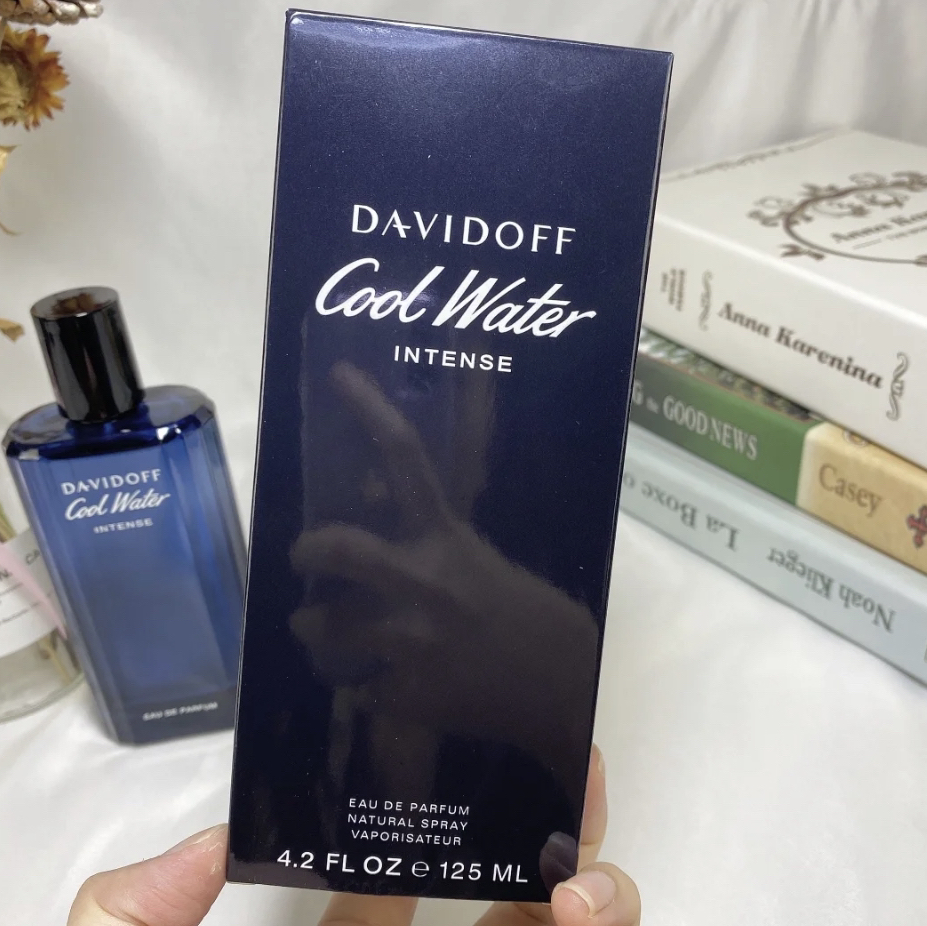 DAVIDOFF
Cool Water
INTENSE
EAU DE PARFUM
NATURAL SPRAY
VAPORISATEUR
4.2 FL OZ e 125 ML
DAVIDOFF
Cool Water
INTENSE
EAU DE PARFUM
Anna Karenina
GOOD NEWS
Casey
La Boxe
Noah Klieger